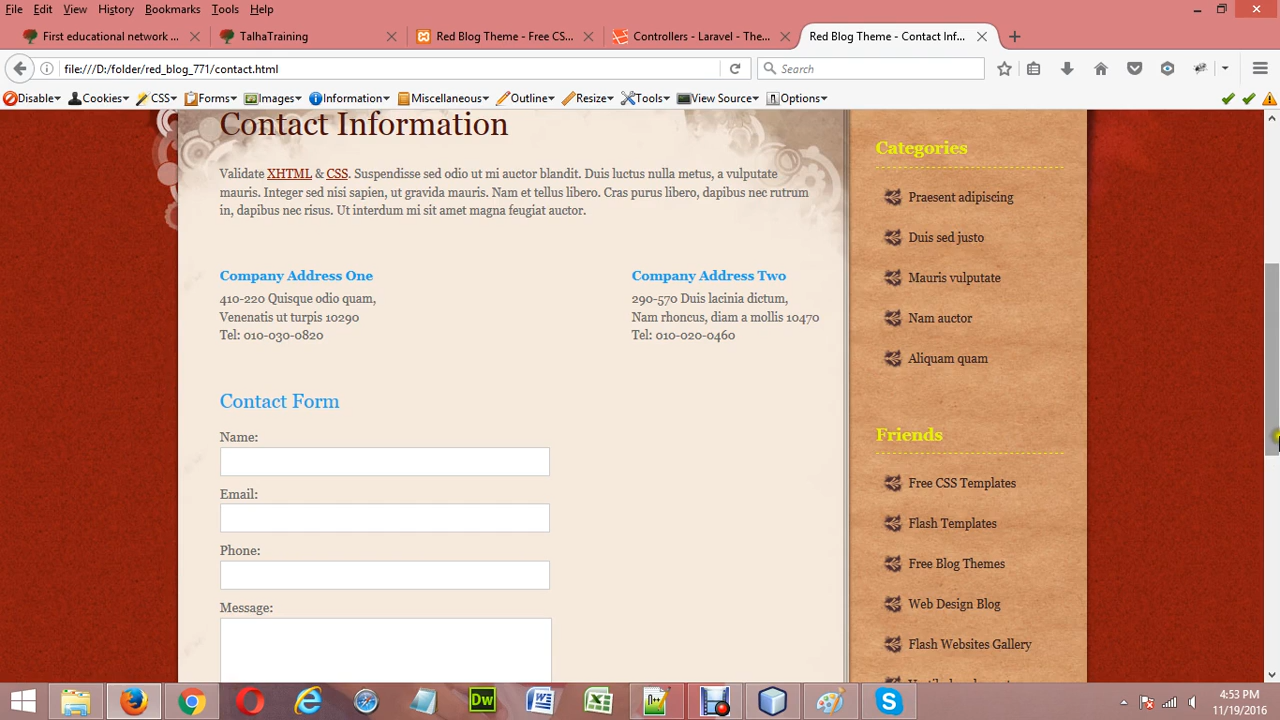 File Edit View History Bookmarks Tools Help
First educational network ...
TalhaTraining
Red Blog Theme - Free CS...
Controllers - Laravel - The...
Red Blog Theme - Contact Inf...
file:///D:/folder/red_blog_771/contact.html
Search
Disable Cookies CSS Forms Images Information Miscellaneous Outline Resize Tools View Source Options
Contact Information
Validate XHTML & CSS. Suspendisse sed odio ut mi auctor blandit. Duis luctus nulla metus, a vulputate
mauris. Integer sed nisi sapien, ut gravida mauris. Nam et tellus libero. Cras purus libero, dapibus nec rutrum
in, dapibus nec risus. Ut interdum mi sit amet magna feugiat auctor.
Company Address One
410-220 Quisque odio quam,
Venenatis ut turpis 10290
Tel: 010-030-0820
Company Address Two
290-570 Duis lacinia dictum,
Nam rhoncus, diam a mollis 10470
Tel: 010-020-0460
Contact Form
Name:
Email:
Phone:
Message:
Categories
Praesent adipiscing
Duis sed justo
Mauris vulputate
Nam auctor
Aliquam quam
Friends
Free CSS Templates
Flash Templates
Free Blog Themes
Web Design Blog
Flash Websites Gallery
Dw
4:53 PM
11/19/2016